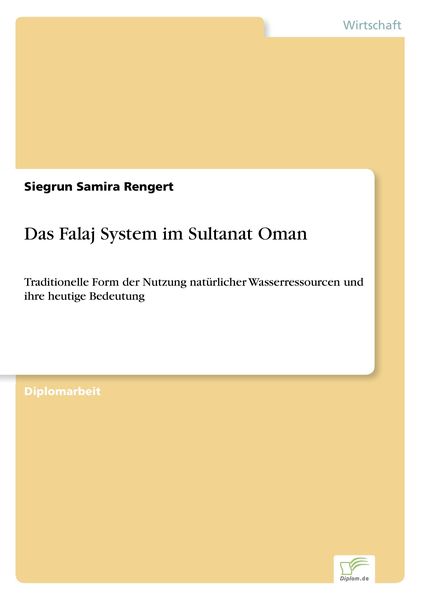 Wirtschaft
Siegrun Samira Rengert
Das Falaj System im Sultanat Oman
Traditionelle Form der Nutzung natürlicher Wasserressourcen und
ihre heutige Bedeutung
Diplomarbeit
Diplom.de